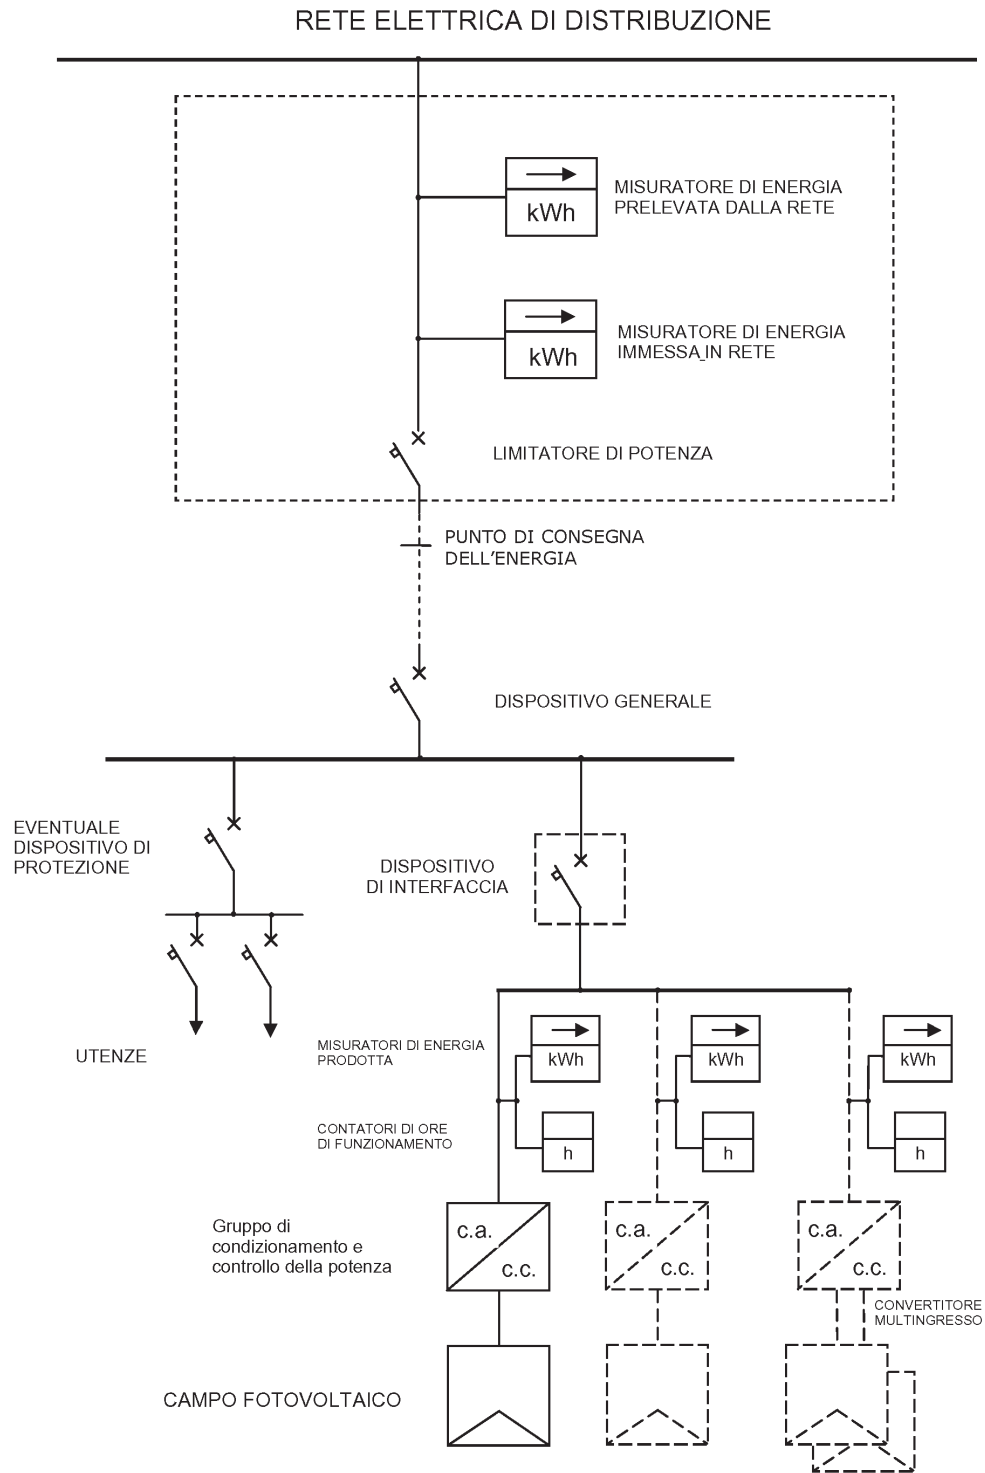 RETE ELETTRICA DI DISTRIBUZIONE
kWh
MISURATORE DI ENERGIA
PRELEVATA DALLA RETE
kWh
MISURATORE DI ENERGIA
IMMESSA IN RETE
LIMITATORE DI POTENZA
PUNTO DI CONSEGNA
DELL'ENERGIA
DISPOSITIVO GENERALE
EVENTUALE
DISPOSITIVO DI
PROTEZIONE
DISPOSITIVO
DI INTERFACCIA
UTENZE
MISURATORI DI ENERGIA
PRODOTTA
kWh
kWh
kWh
CONTATORI DI ORE
DI FUNZIONAMENTO
h
h
h
Gruppo di
condizionamento e
controllo della potenza
c.a.
c.c.
c.a.
c.c.
c.a.
c.c.
CONVERTITORE
MULTINGRESSO
CAMPO FOTOVOLTAICO